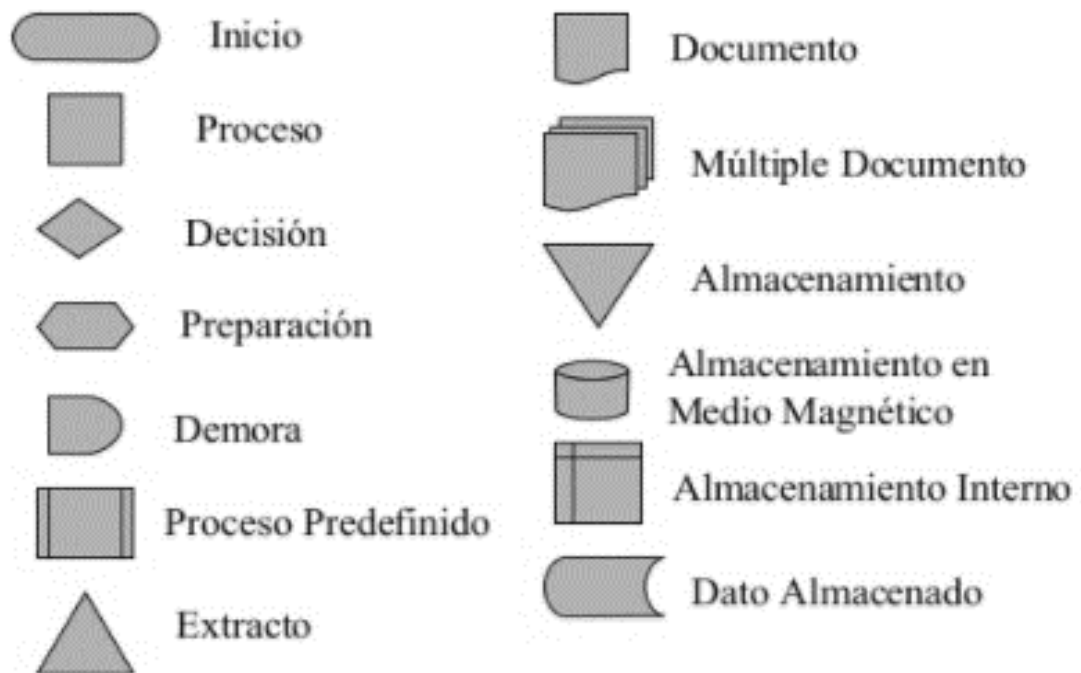 Inicio
Proceso
Decisión
Preparación
Demora
Proceso Predefinido
Extracto
Documento
Múltiple Documento
Almacenamiento
Almacenamiento en
Medio Magnético
Almacenamiento Interno
Dato Almacenado